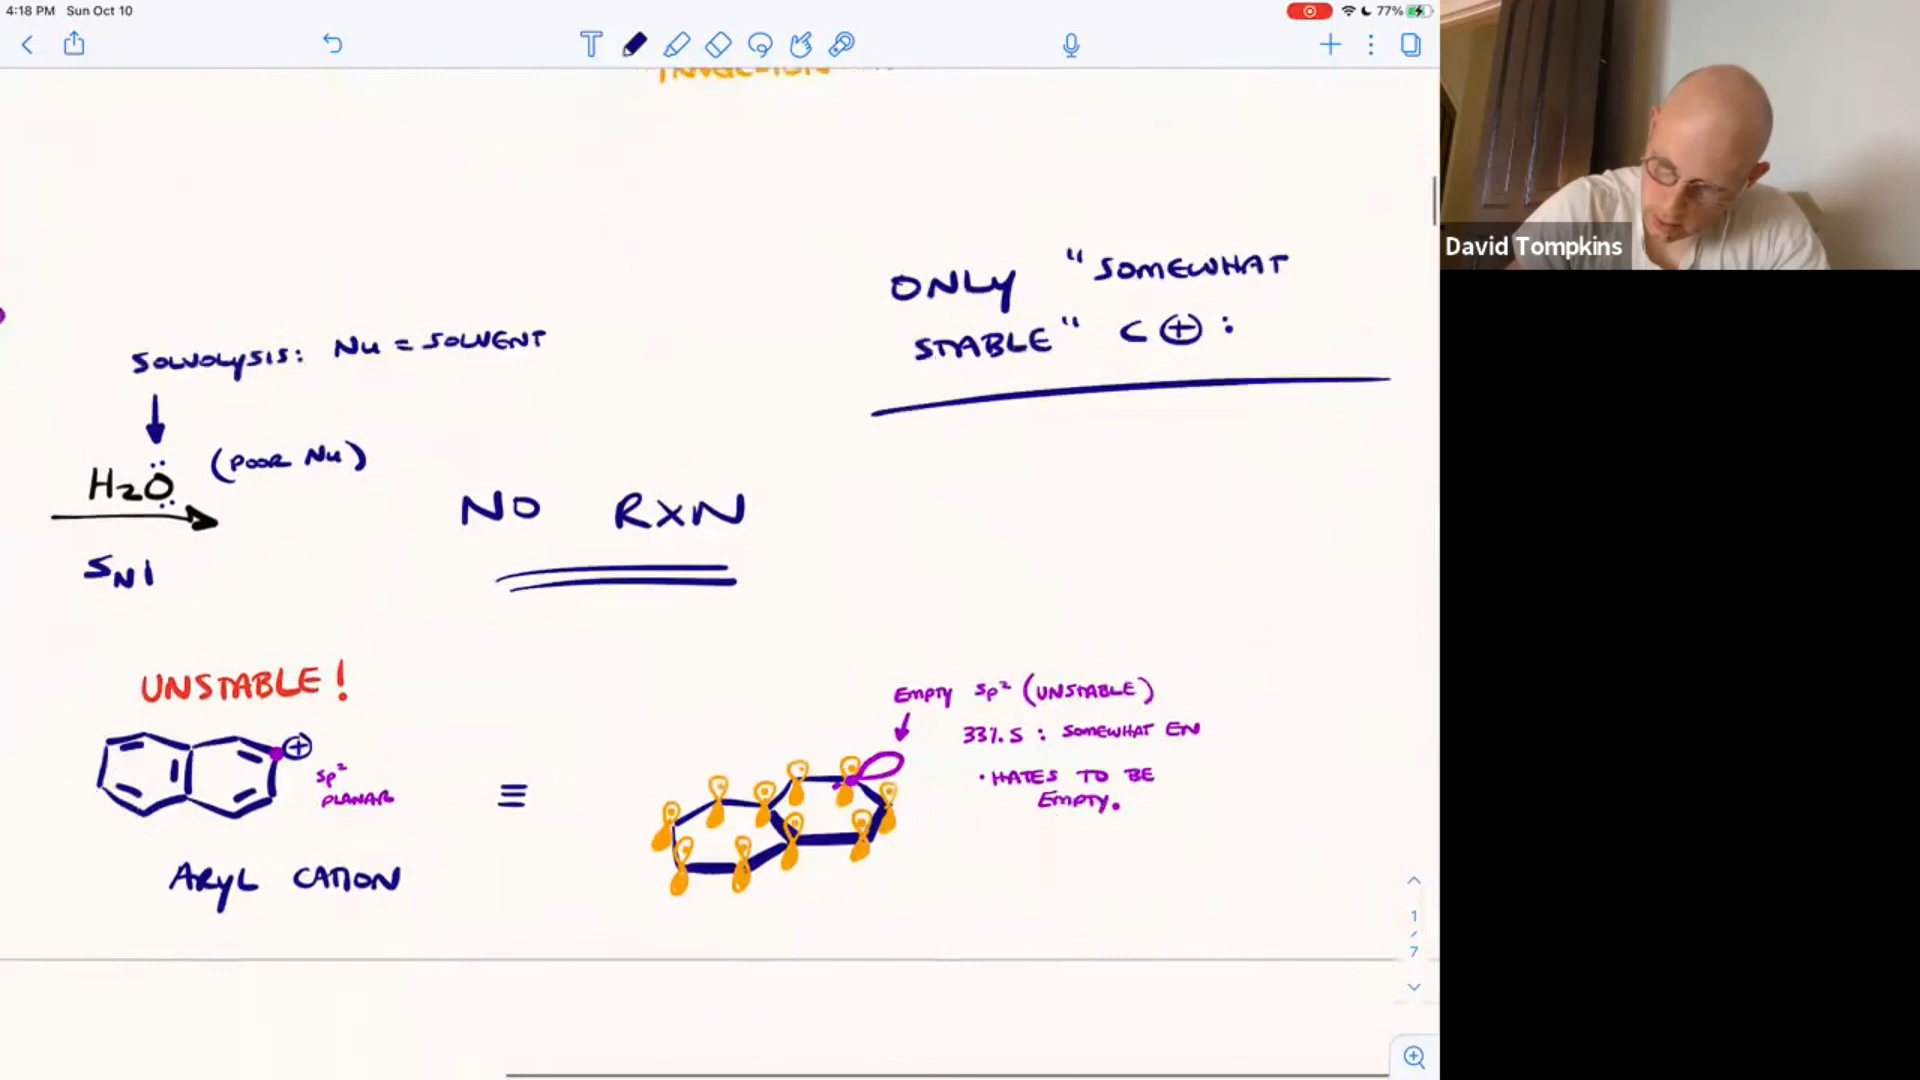 4:18 PM Sun Oct 10
77%
David Tompkins
ONLY "SOMEWHAT
STABLE" C⊕:
SOLVOLYSIS: Nu = SOLVENT
H2O
(POOR Nu)
SN1
NO RXN
UNSTABLE!
⊕
sp²
PLANAR
≡
ARYL CATION
EMPTY sp² (UNSTABLE)
33% S : SOMEWHAT EN
• HATES TO BE
EMPTY.
1
/
7